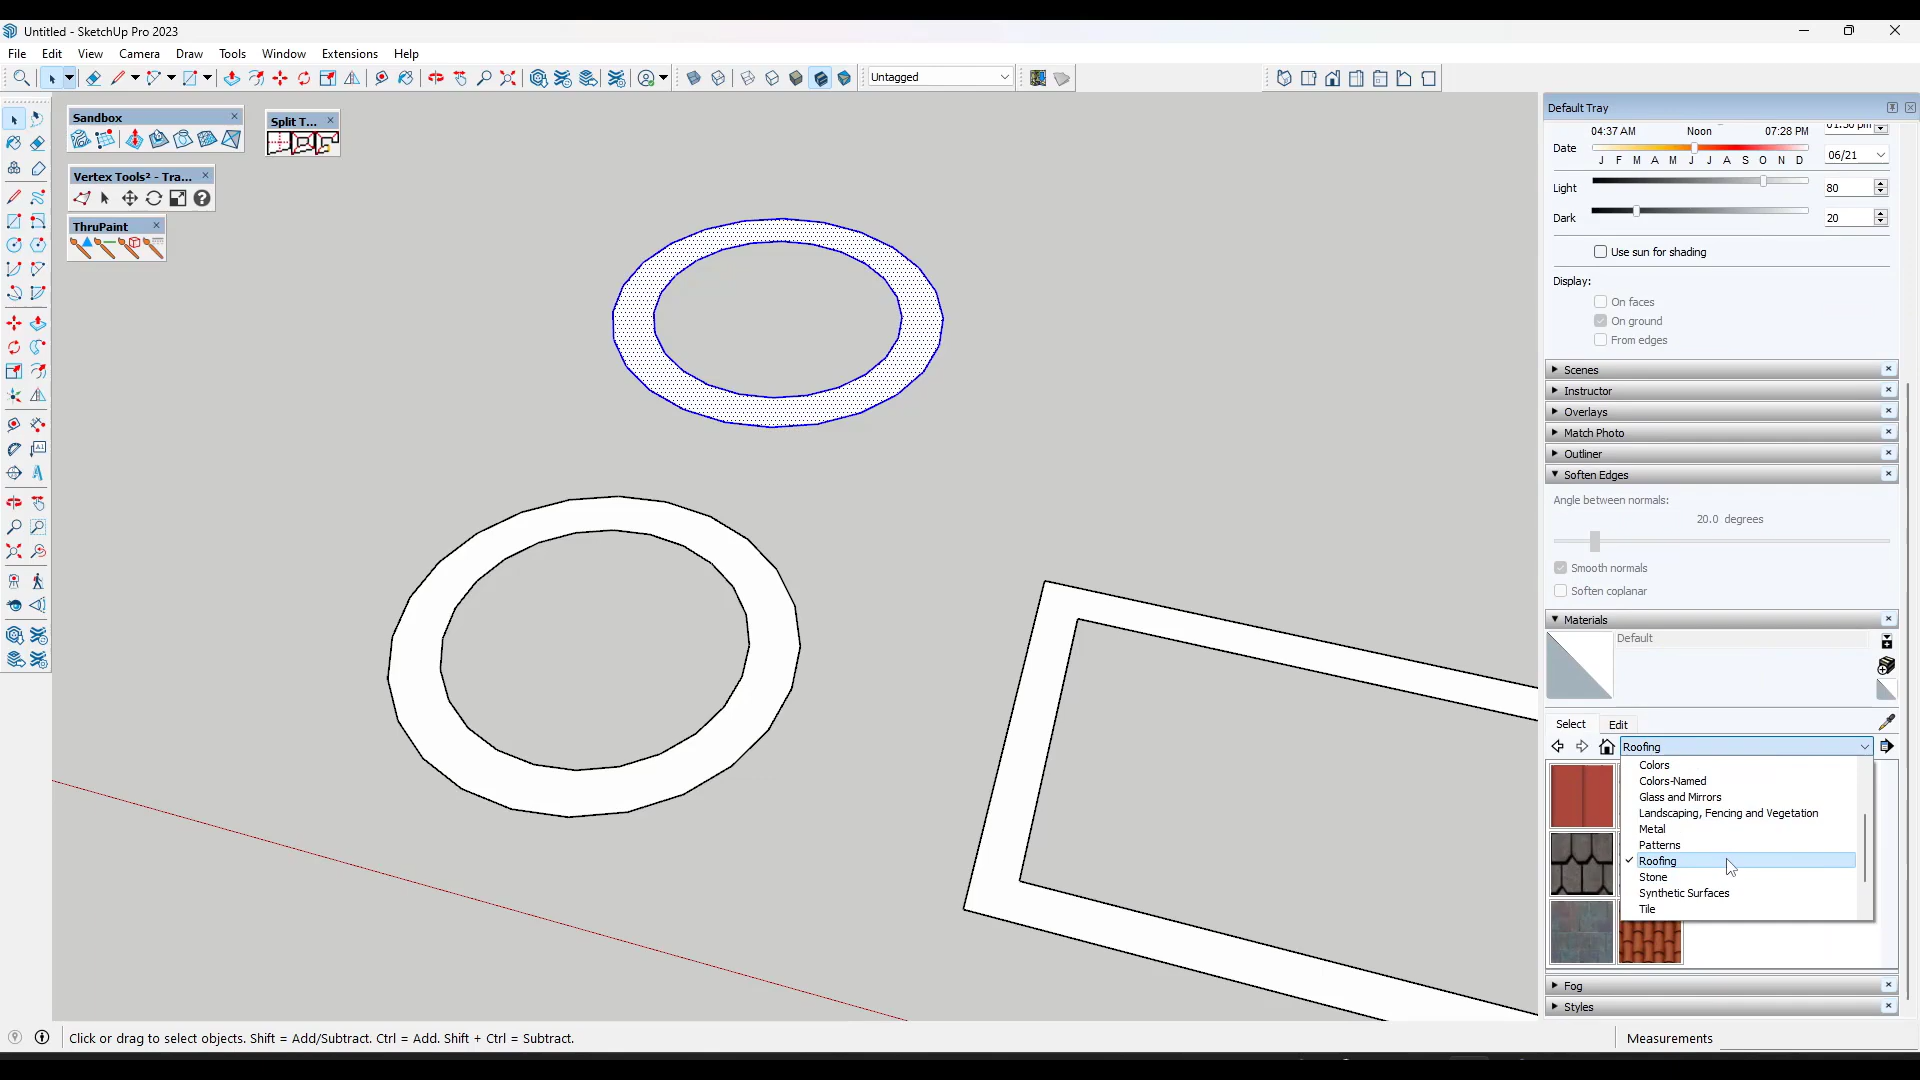 Untitled - SketchUp Pro 2023
File Edit View Camera Draw Tools Window Extensions Help
Untagged
Default Tray
Sandbox
Split T...
Vertex Tools² - Tra...
ThruPaint
04:37 AM Noon 07:28 PM 01:30 pm
Date J F M A M J J A S O N D 06/21
Light 80
Dark 20
Use sun for shading
Display:
On faces
On ground
From edges
Scenes
Instructor
Overlays
Match Photo
Outliner
Soften Edges
Angle between normals:
20.0 degrees
Smooth normals
Soften coplanar
Materials
Default
Select Edit
Roofing
Colors
Colors-Named
Glass and Mirrors
Landscaping, Fencing and Vegetation
Metal
Patterns
Roofing
Stone
Synthetic Surfaces
Tile
Fog
Styles
Click or drag to select objects. Shift = Add/Subtract. Ctrl = Add. Shift + Ctrl = Subtract.
Measurements